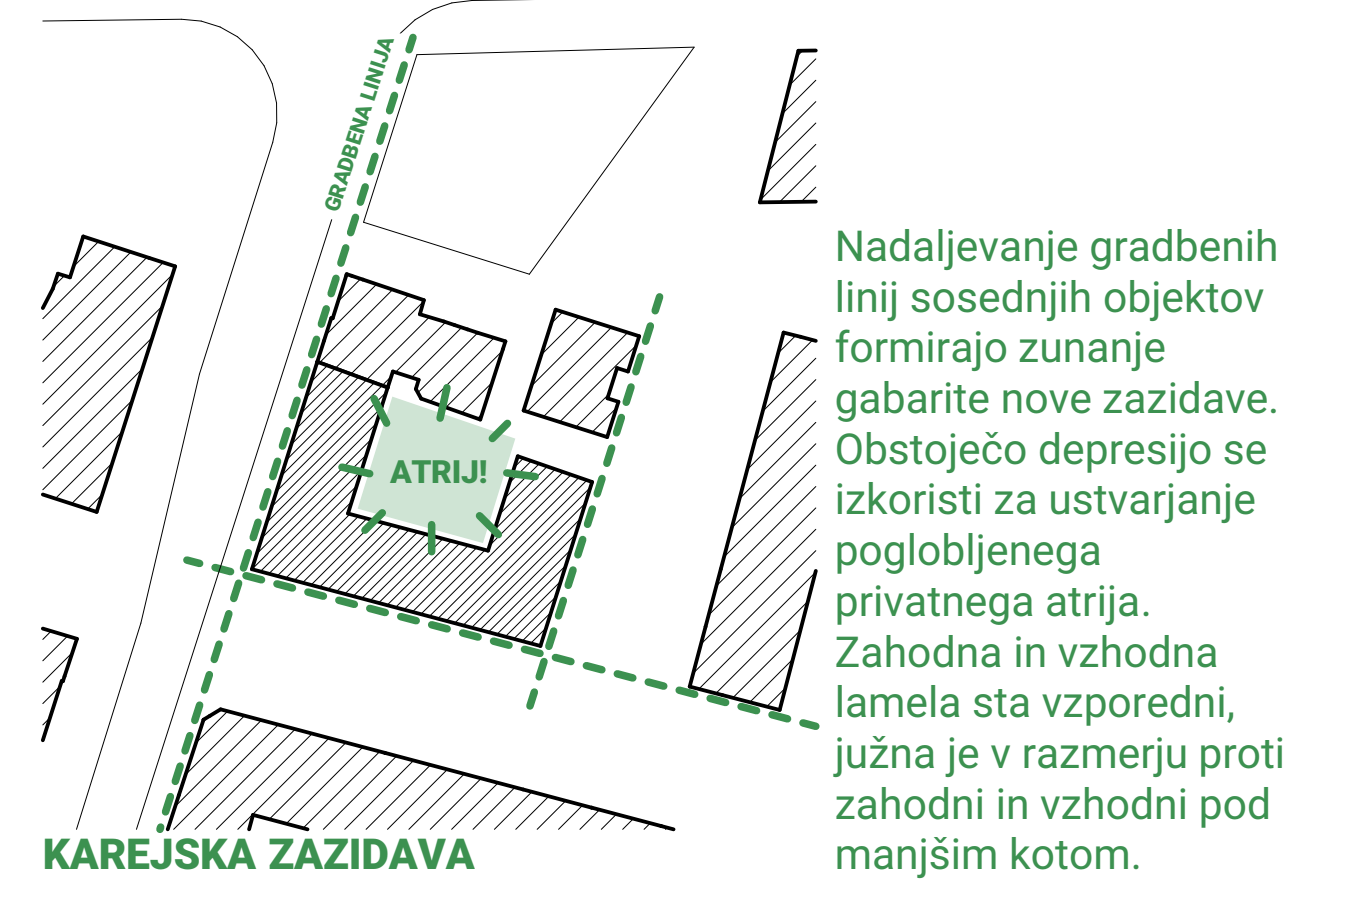 GRADBENA LINIJA
ATRIJ!
KAREJSKA ZAZIDAVA
Nadaljevanje gradbenih
linij sosednjih objektov
formirajo zunanje
gabarite nove zazidave.
Obstoječo depresijo se
izkoristi za ustvarjanje
poglobljenega
privatnega atrija.
Zahodna in vzhodna
lamela sta vzporedni,
južna je v razmerju proti
zahodni in vzhodni pod
manjšim kotom.